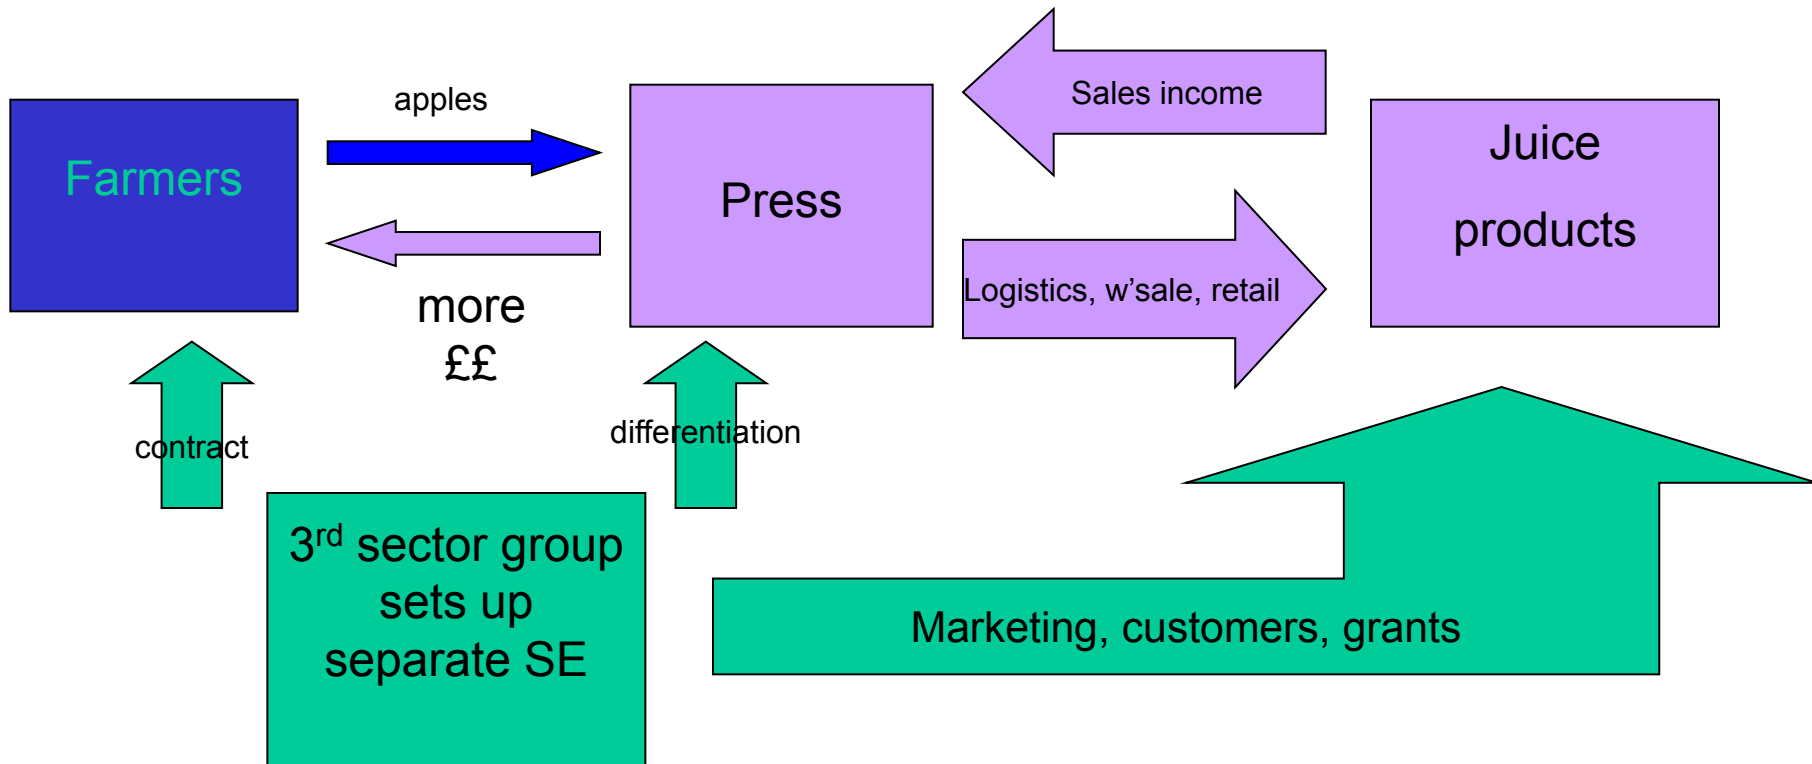 apples
Sales income
Farmers
Press
Juice
products
more
££
Logistics, w’sale, retail
contract
differentiation
3rd sector group
sets up
separate SE
Marketing, customers, grants